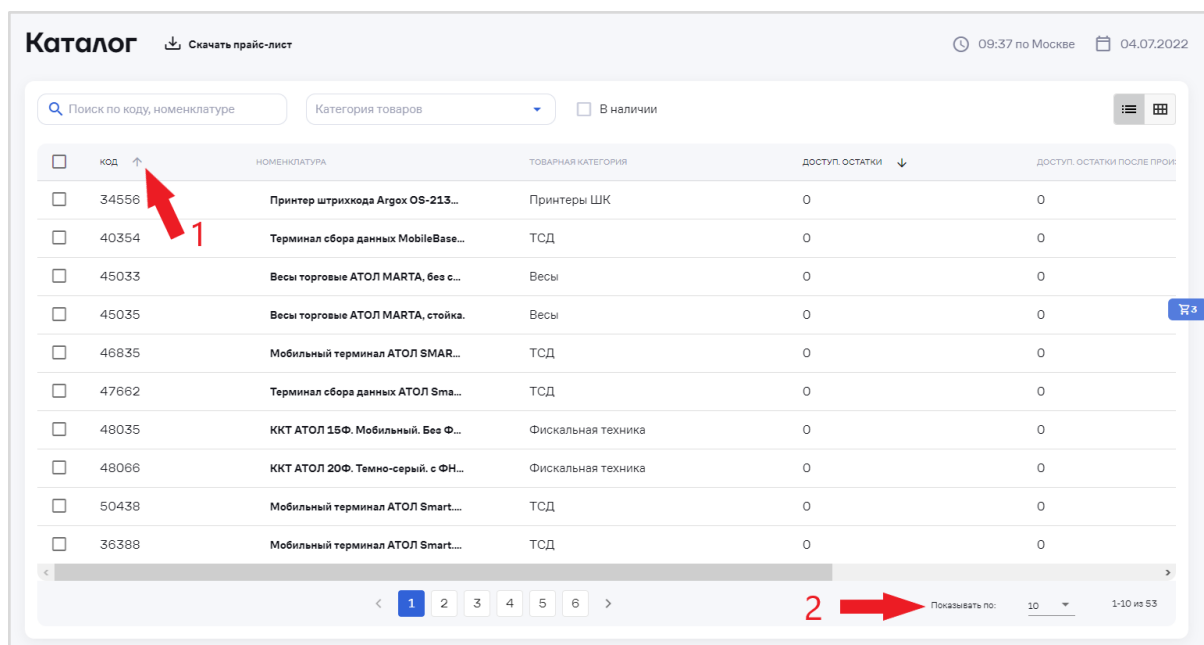 Каталог Скачать прайс-лист 09:37 по Москве 04.07.2022
Поиск по коду, номенклатуре Категория товаров В наличии
КОД НОМЕНКЛАТУРА ТОВАРНАЯ КАТЕГОРИЯ ДОСТУП. ОСТАТКИ ДОСТУП. ОСТАТКИ ПОСЛЕ ПРОИЗ
34556 Принтер штрихкода Argox OS-213... Принтеры ШК 0 0
1
40354 Терминал сбора данных MobileBase... ТСД 0 0
45033 Весы торговые АТОЛ MARTA, без с... Весы 0 0
45035 Весы торговые АТОЛ MARTA, стойка. Весы 0 0
3
46835 Мобильный терминал АТОЛ SMAR... ТСД 0 0
47662 Терминал сбора данных АТОЛ Sma... ТСД 0 0
48035 ККТ АТОЛ 15Ф. Мобильный. Без Ф... Фискальная техника 0 0
48066 ККТ АТОЛ 20Ф. Темно-серый. с ФН... Фискальная техника 0 0
50438 Мобильный терминал АТОЛ Smart.... ТСД 0 0
36388 Мобильный терминал АТОЛ Smart.... ТСД 0 0
1 2 3 4 5 6 2 Показывать по: 10 1-10 из 53